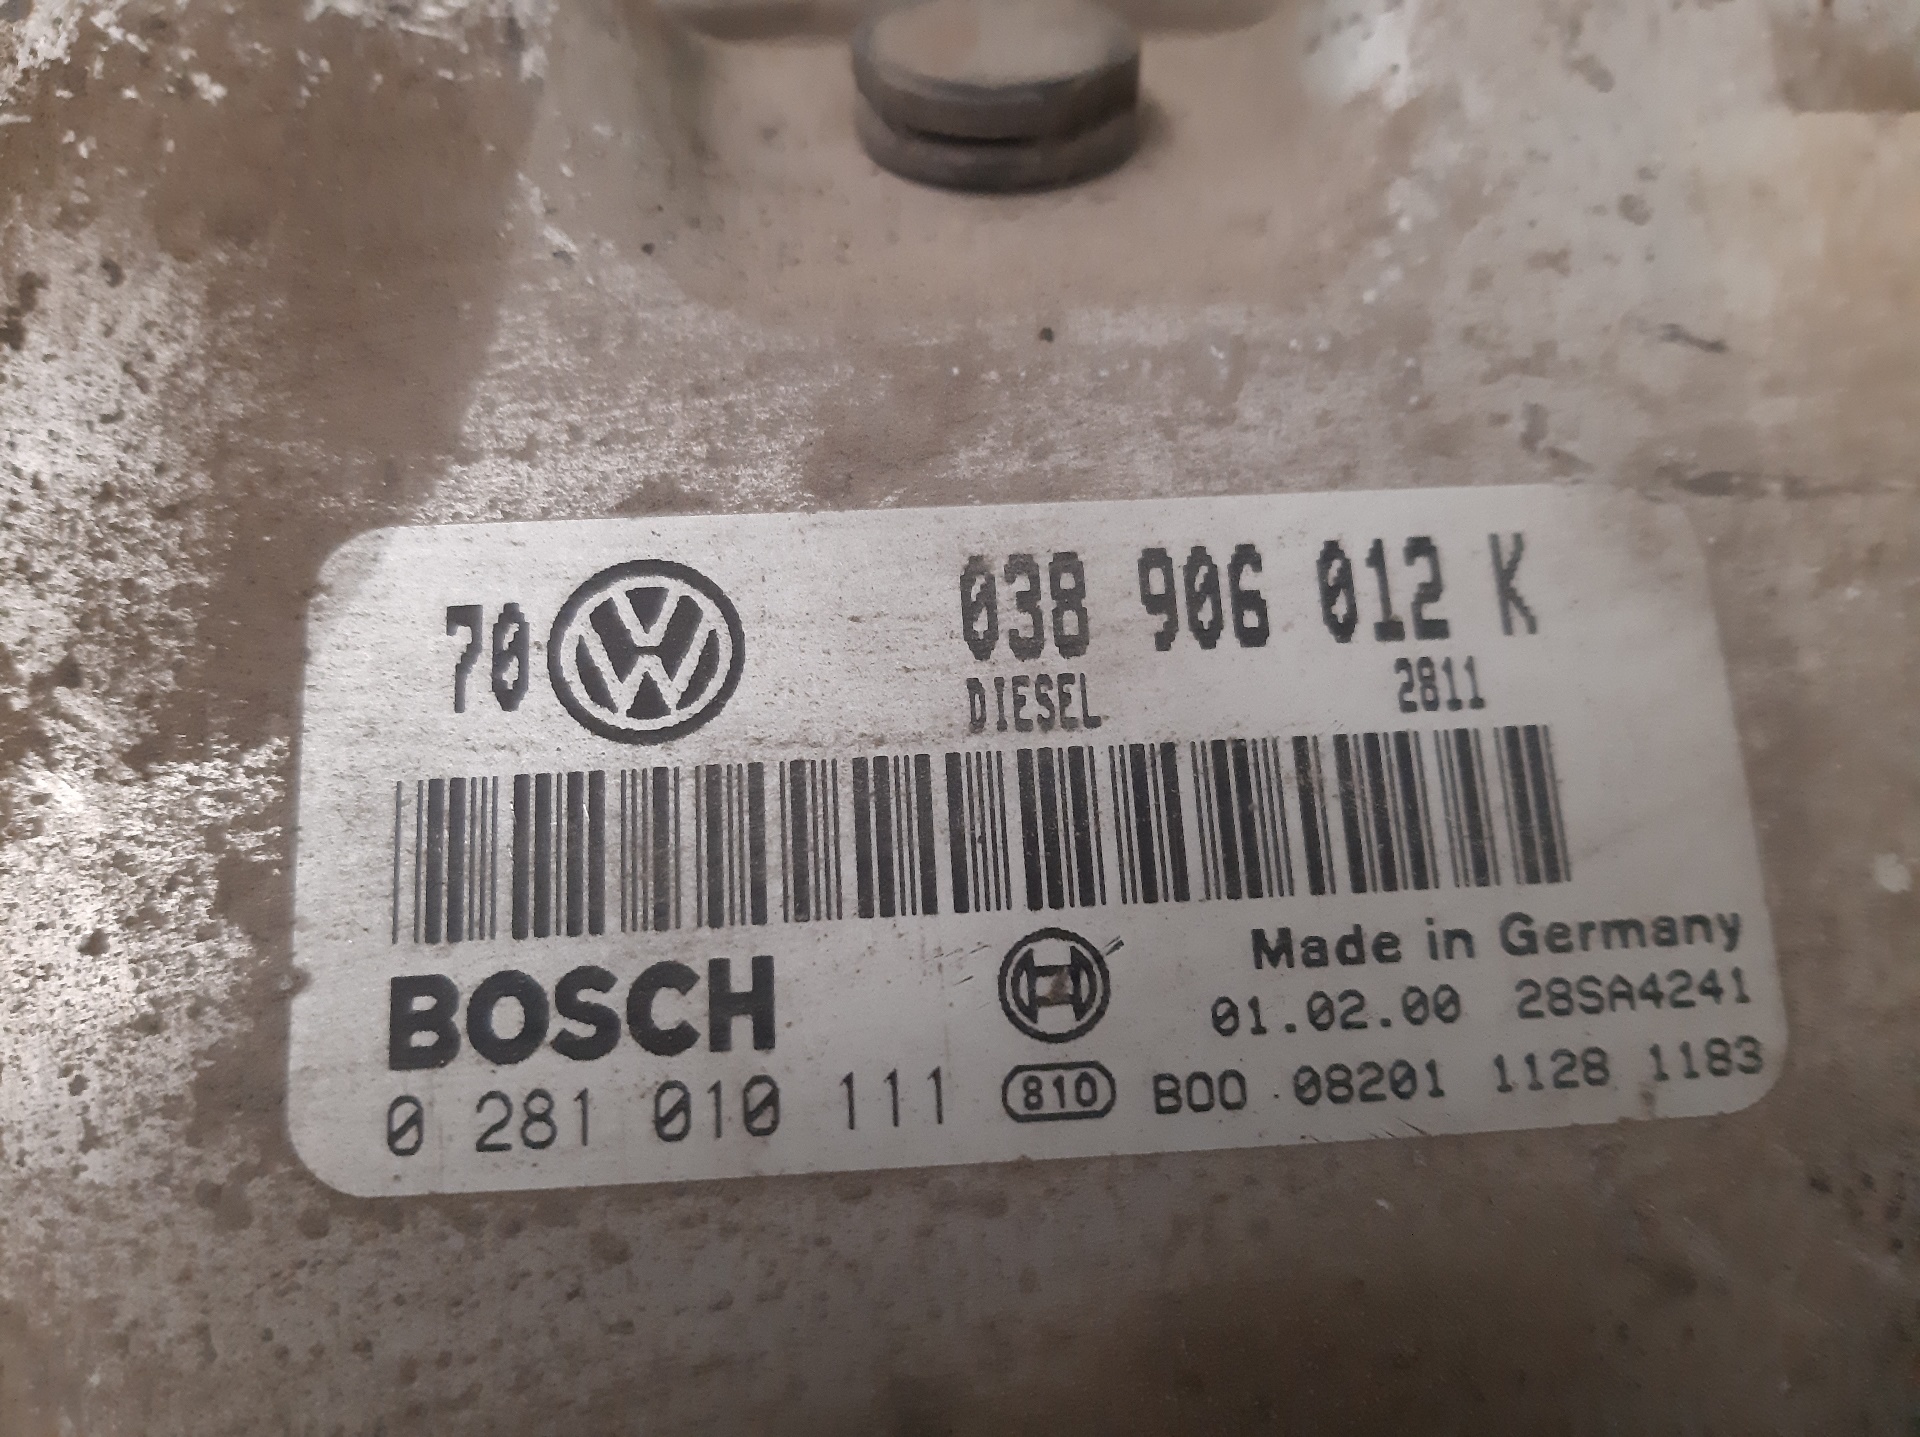 70 VW 038 906 012 K
DIESEL 2811
BOSCH
Made in Germany
01.02.00 28SA4241
0 281 010 111 810 B00 08201 1128 1183